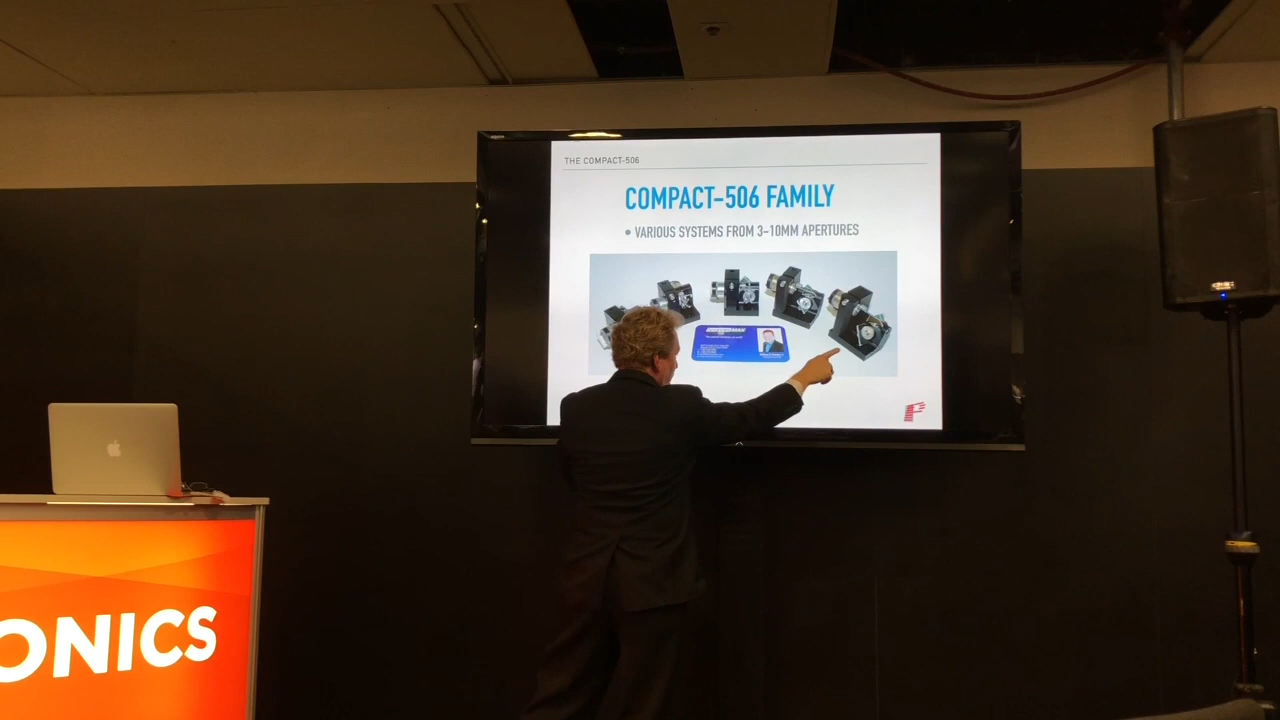 THE COMPACT-506
COMPACT-506 FAMILY
• VARIOUS SYSTEMS FROM 3-10MM APERTURES
ONICS